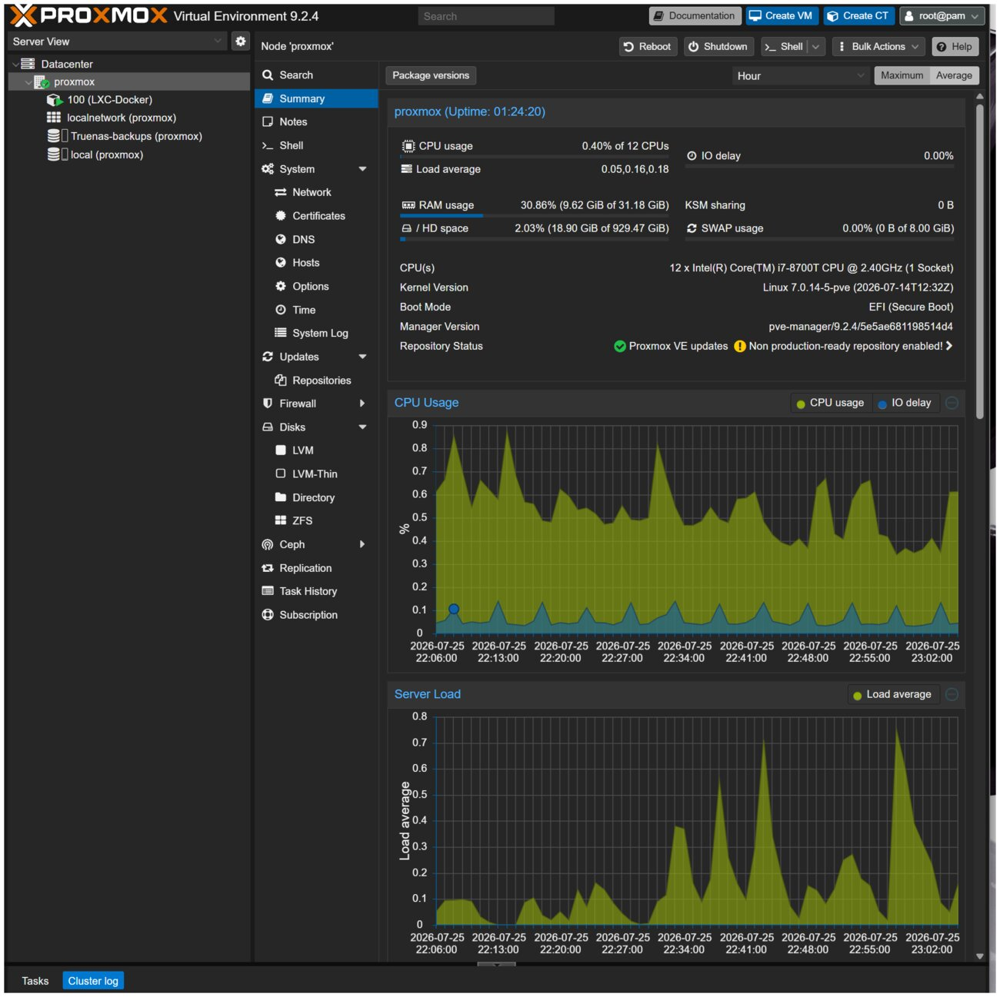 PROXMOX Virtual Environment 9.2.4 Search Documentation Create VM Create CT root@pam
Server View
Datacenter
proxmox
100 (LXC-Docker)
localnetwork (proxmox)
Truenas-backups (proxmox)
local (proxmox)
Node 'proxmox' Reboot Shutdown Shell Bulk Actions Help
Search
Summary
Notes
Shell
System
Network
Certificates
DNS
Hosts
Options
Time
System Log
Updates
Repositories
Firewall
Disks
LVM
LVM-Thin
Directory
ZFS
Ceph
Replication
Task History
Subscription
Package versions Hour Maximum Average
proxmox (Uptime: 01:24:20)
CPU usage 0.40% of 12 CPUs
IO delay 0.00%
Load average 0.05,0.16,0.18
RAM usage 30.86% (9.62 GiB of 31.18 GiB) KSM sharing 0 B
/ HD space 2.03% (18.90 GiB of 929.47 GiB) SWAP usage 0.00% (0 B of 8.00 GiB)
CPU(s) 12 x Intel(R) Core(TM) i7-8700T CPU @ 2.40GHz (1 Socket)
Kernel Version Linux 7.0.14-5-pve (2026-07-14T12:32Z)
Boot Mode EFI (Secure Boot)
Manager Version pve-manager/9.2.4/5e5ae681198514d4
Repository Status Proxmox VE updates Non production-ready repository enabled!
CPU Usage CPU usage IO delay
0.9
0.8
0.7
0.6
0.5
%
0.4
0.3
0.2
0.1
0
2026-07-25 2026-07-25 2026-07-25 2026-07-25 2026-07-25 2026-07-25 2026-07-25 2026-07-25 2026-07-25
22:06:00 22:13:00 22:20:00 22:27:00 22:34:00 22:41:00 22:48:00 22:55:00 23:02:00
Server Load Load average
0.8
0.7
0.6
0.5
Load average
0.4
0.3
0.2
0.1
0
2026-07-25 2026-07-25 2026-07-25 2026-07-25 2026-07-25 2026-07-25 2026-07-25 2026-07-25 2026-07-25
22:06:00 22:13:00 22:20:00 22:27:00 22:34:00 22:41:00 22:48:00 22:55:00 23:02:00
Tasks Cluster log